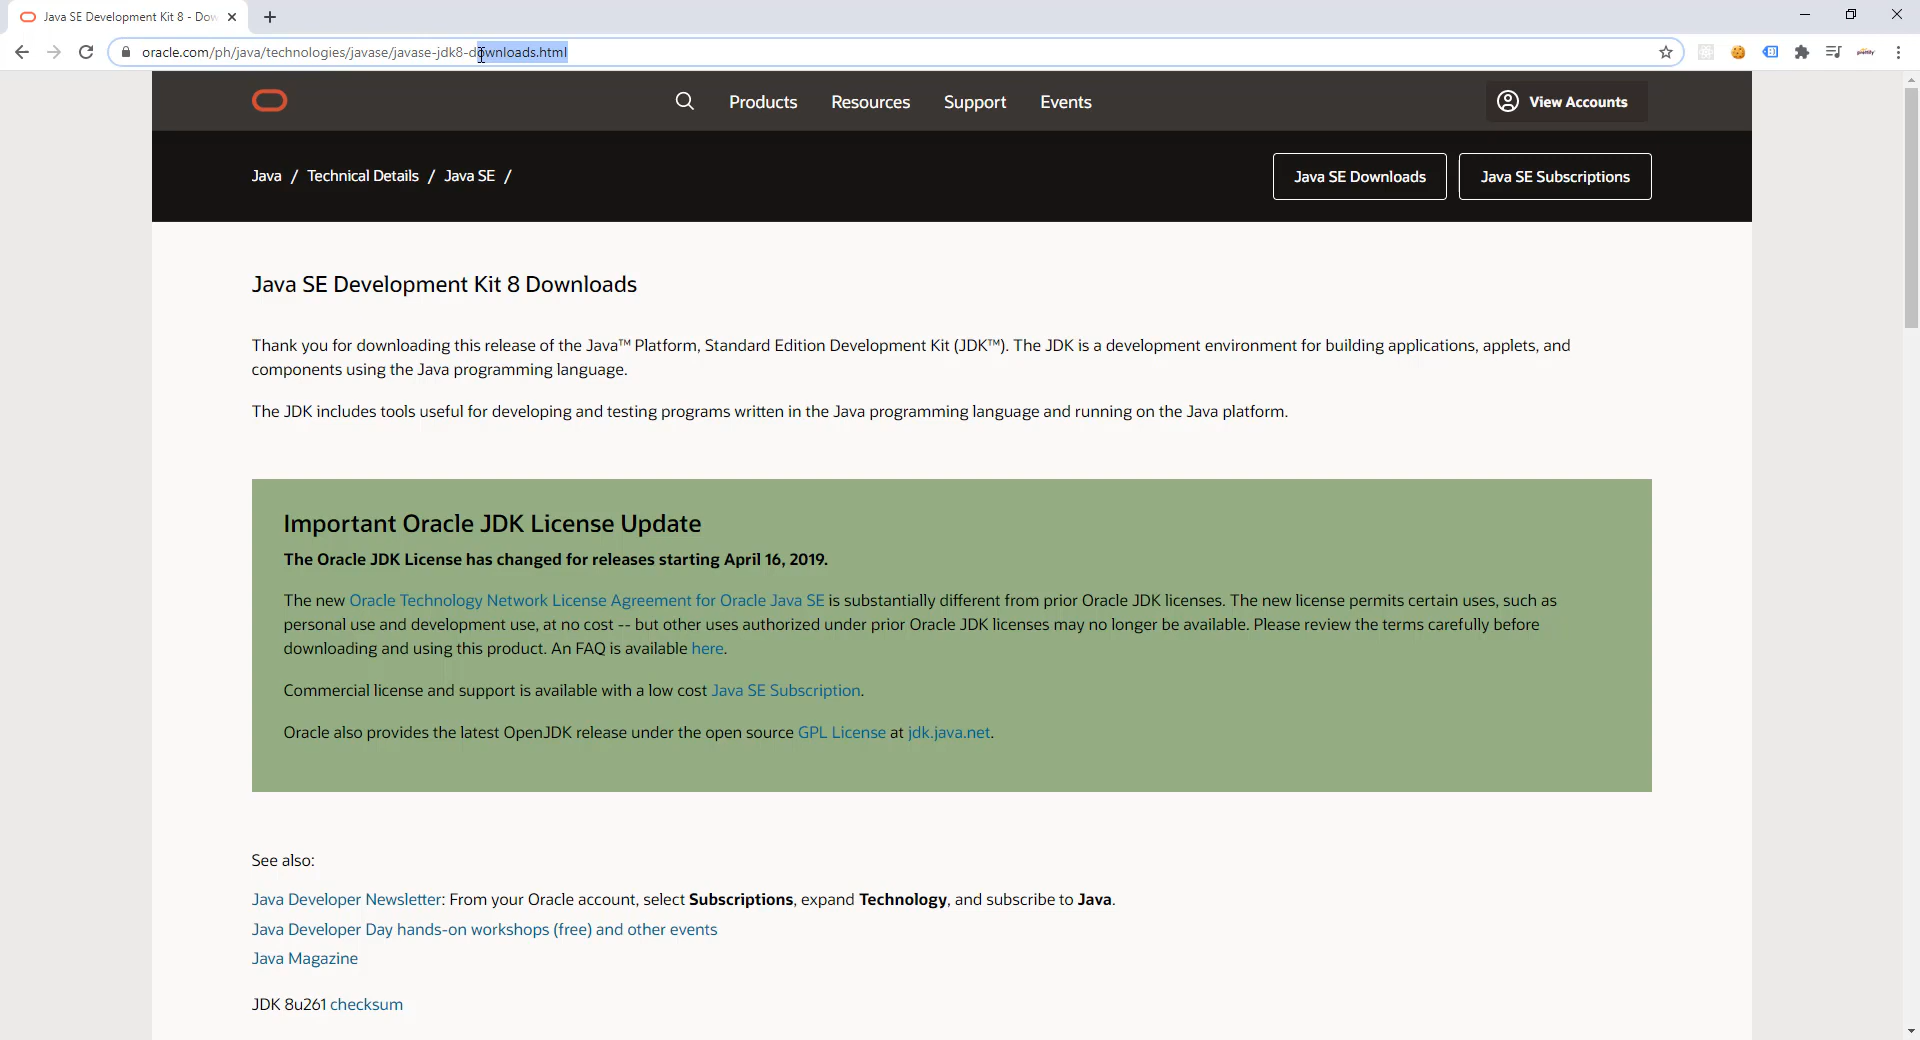 Java SE Development Kit 8 - Dow
oracle.com/ph/java/technologies/javase/javase-jdk8-downloads.html
Products
Resources
Support
Events
View Accounts
Java / Technical Details / Java SE /
Java SE Downloads
Java SE Subscriptions
Java SE Development Kit 8 Downloads
Thank you for downloading this release of the Java™ Platform, Standard Edition Development Kit (JDK™). The JDK is a development environment for building applications, applets, and
components using the Java programming language.
The JDK includes tools useful for developing and testing programs written in the Java programming language and running on the Java platform.
Important Oracle JDK License Update
The Oracle JDK License has changed for releases starting April 16, 2019.
The new Oracle Technology Network License Agreement for Oracle Java SE is substantially different from prior Oracle JDK licenses. The new license permits certain uses, such as
personal use and development use, at no cost -- but other uses authorized under prior Oracle JDK licenses may no longer be available. Please review the terms carefully before
downloading and using this product. An FAQ is available here.
Commercial license and support is available with a low cost Java SE Subscription.
Oracle also provides the latest OpenJDK release under the open source GPL License at jdk.java.net.
See also:
Java Developer Newsletter: From your Oracle account, select Subscriptions, expand Technology, and subscribe to Java.
Java Developer Day hands-on workshops (free) and other events
Java Magazine
JDK 8u261 checksum